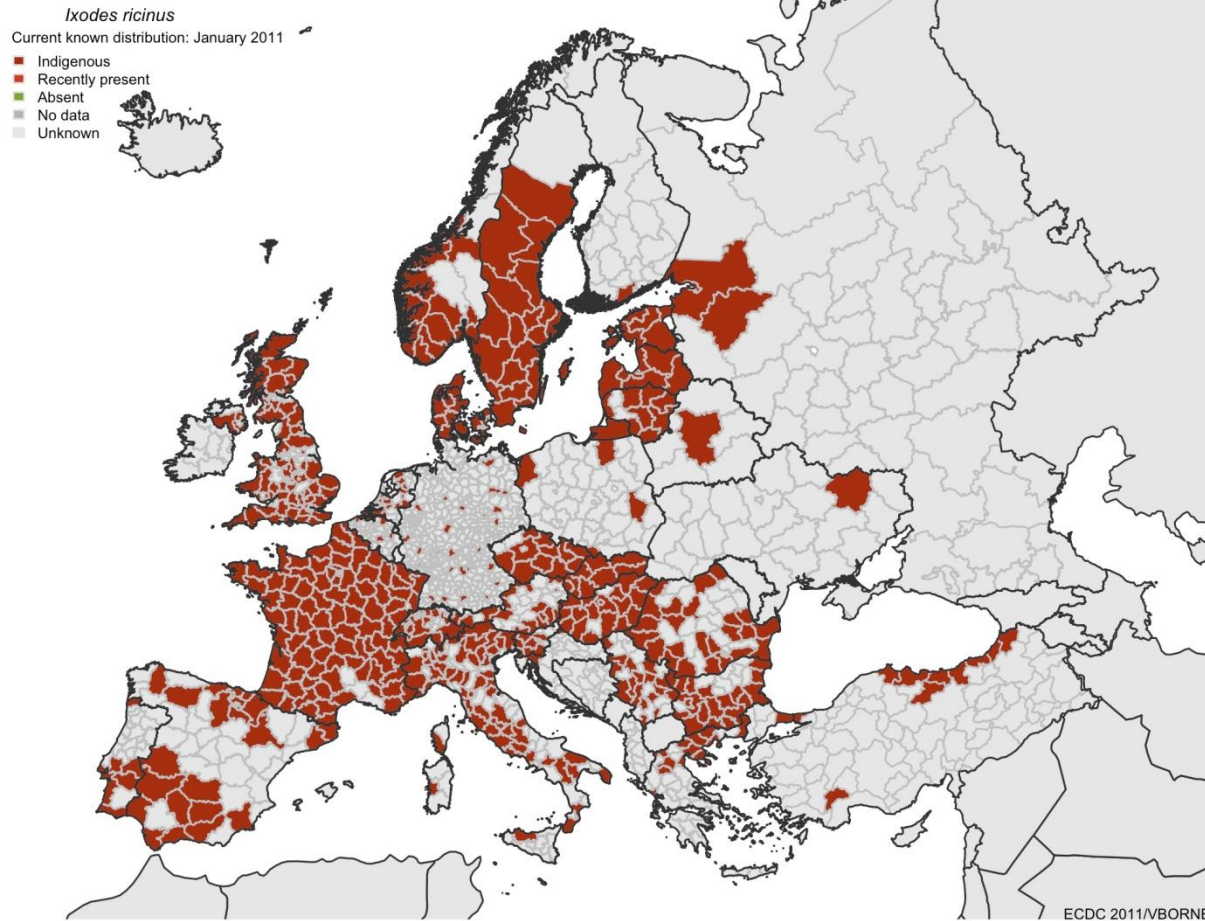 Ixodes ricinus
Current known distribution: January 2011
Indigenous
Recently present
Absent
No data
Unknown
ECDC 2011/VBORNE